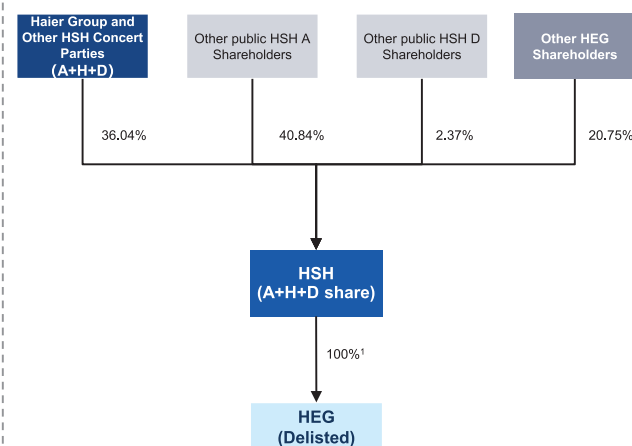 Haier Group and
Other HSH Concert
Parties
(A+H+D)
Other public HSH A
Shareholders
Other public HSH D
Shareholders
Other HEG
Shareholders
36.04%
40.84%
2.37%
20.75%
HSH
(A+H+D share)
100%¹
HEG
(Delisted)